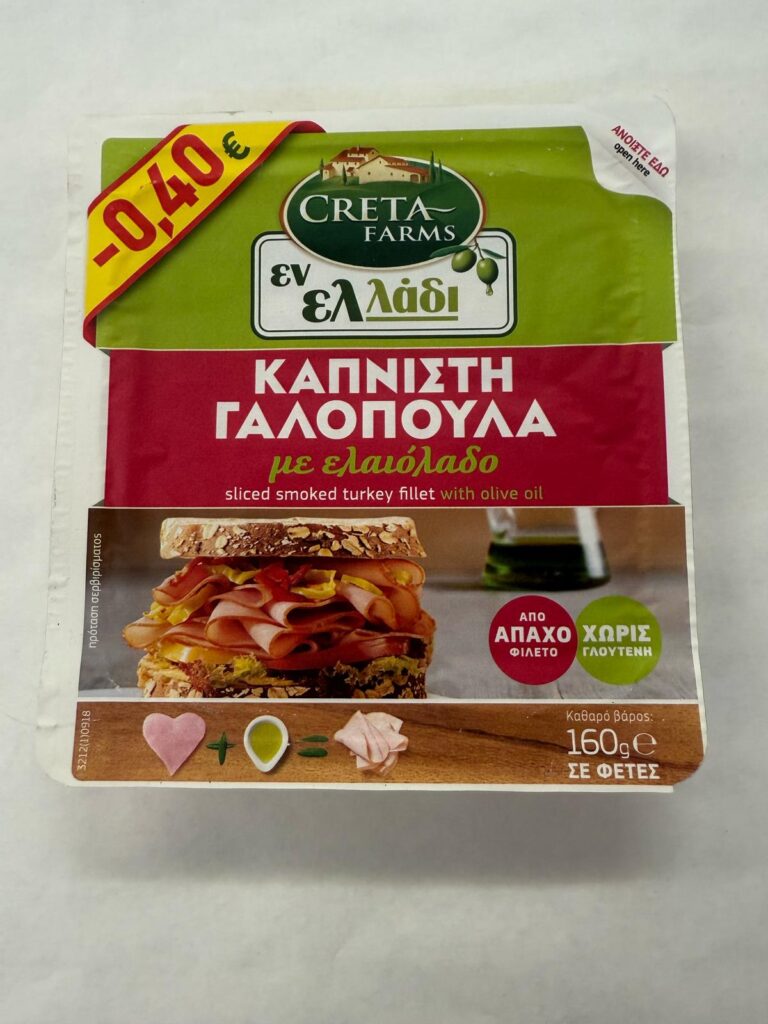 -0,40€
ΑΝΟΙΞΤΕ ΕΔΩ
open here
CRETA
FARMS
εν
ελλάδι
ΚΑΠΝΙΣΤΗ
ΓΑΛΟΠΟΥΛΑ
με ελαιόλαδο
sliced smoked turkey fillet with olive oil
πρόταση σερβιρίσματος
ΑΠΟ
ΑΠΑΧΟ
ΦΙΛΕΤΟ
ΧΩΡΙΣ
ΓΛΟΥΤΕΝΗ
3212(1)0918
Καθαρό βάρος:
160g e
ΣΕ ΦΕΤΕΣ